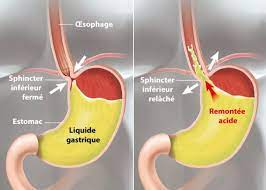 Œsophage
Sphincter
inférieur
fermé
Estomac
Liquide
gastrique
Sphincter
inférieur
relâché
Remontée
acide